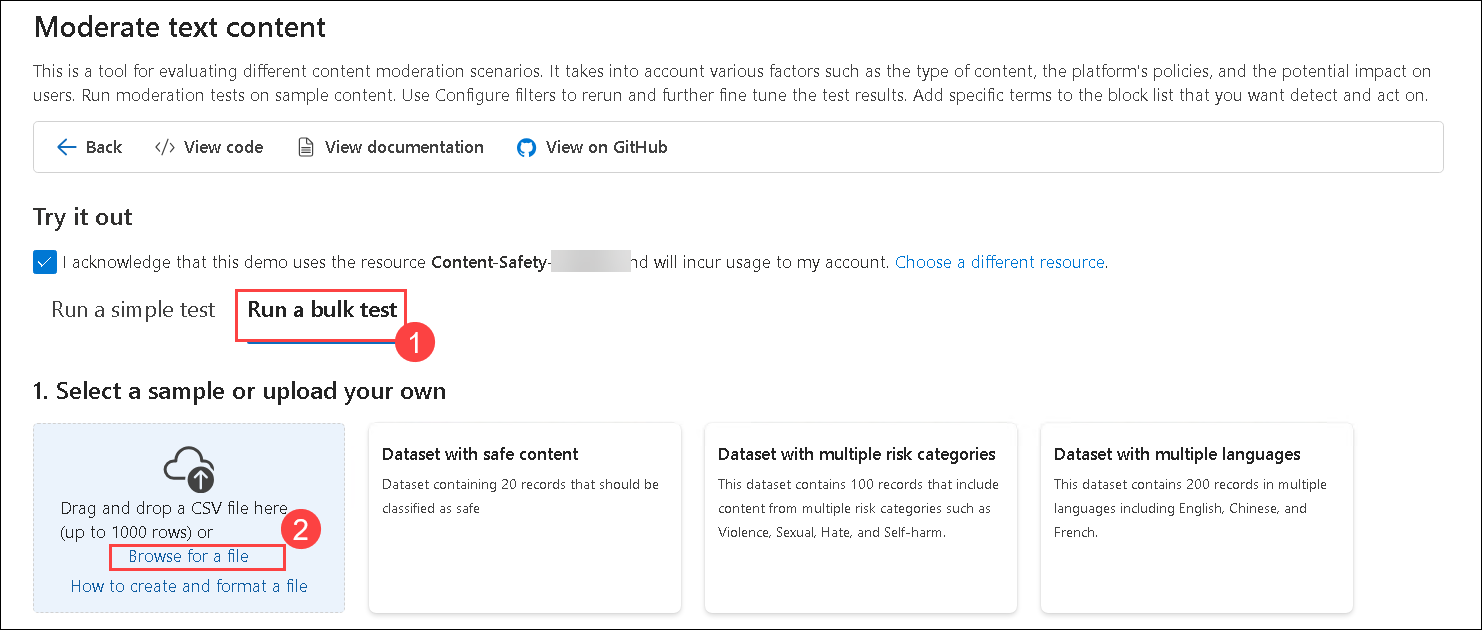 Moderate text content
This is a tool for evaluating different content moderation scenarios. It takes into account various factors such as the type of content, the platform's policies, and the potential impact on
users. Run moderation tests on sample content. Use Configure filters to rerun and further fine tune the test results. Add specific terms to the block list that you want detect and act on.
Back </> View code View documentation View on GitHub
Try it out
I acknowledge that this demo uses the resource Content-Safety- nd will incur usage to my account. Choose a different resource.
Run a simple test Run a bulk test
1
1. Select a sample or upload your own
Drag and drop a CSV file here
(up to 1000 rows) or
2
Browse for a file
How to create and format a file
Dataset with safe content
Dataset containing 20 records that should be
classified as safe
Dataset with multiple risk categories
This dataset contains 100 records that include
content from multiple risk categories such as
Violence, Sexual, Hate, and Self-harm.
Dataset with multiple languages
This dataset contains 200 records in multiple
languages including English, Chinese, and
French.